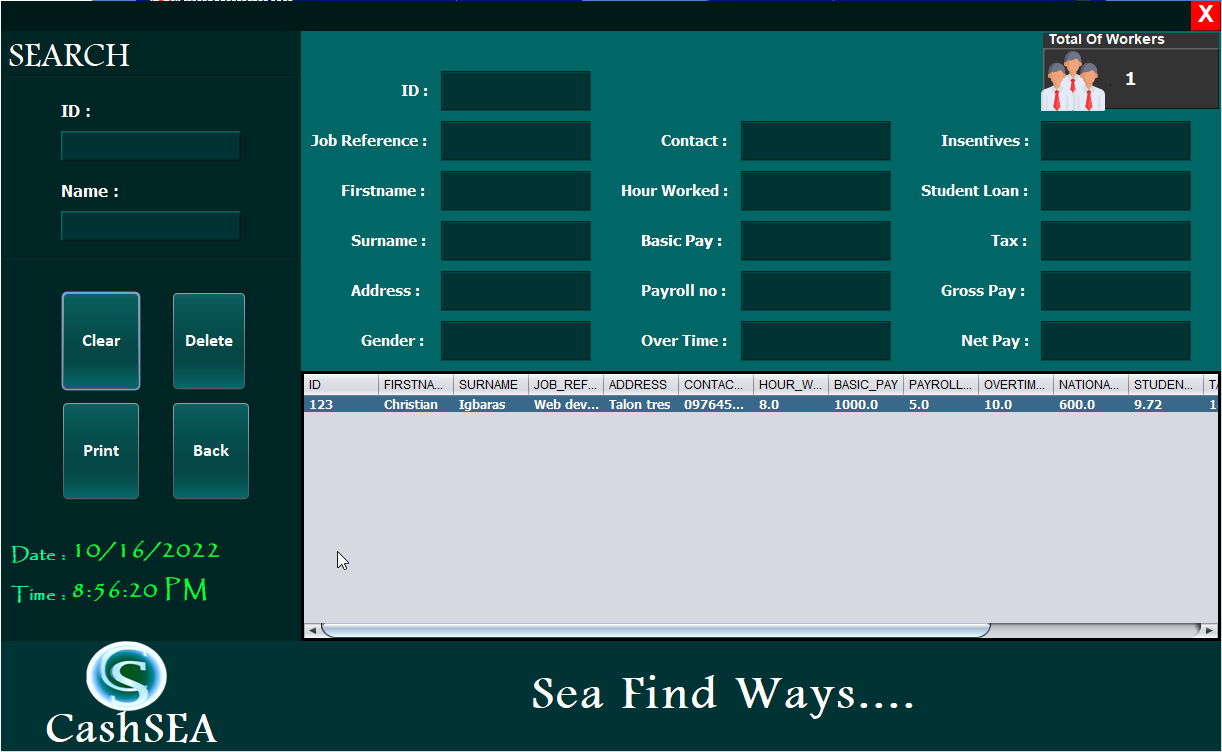 X
SEARCH
Total Of Workers
1
ID :
Name :
ID :
Job Reference :
Contact :
Insentives :
Firstname :
Hour Worked :
Student Loan :
Surname :
Basic Pay :
Tax :
Address :
Payroll no :
Gross Pay :
Gender :
Over Time :
Net Pay :
Clear
Delete
Print
Back
ID FIRSTNA... SURNAME JOB_REF... ADDRESS CONTAC... HOUR_W... BASIC_PAY PAYROLL... OVERTIM... NATIONA... STUDEN...
123 Christian Igbaras Web dev... Talon tres 097645... 8.0 1000.0 5.0 10.0 600.0 9.72
Date : 10/16/2022
Time : 8:56:20 PM
S
CashSEA
Sea Find Ways....